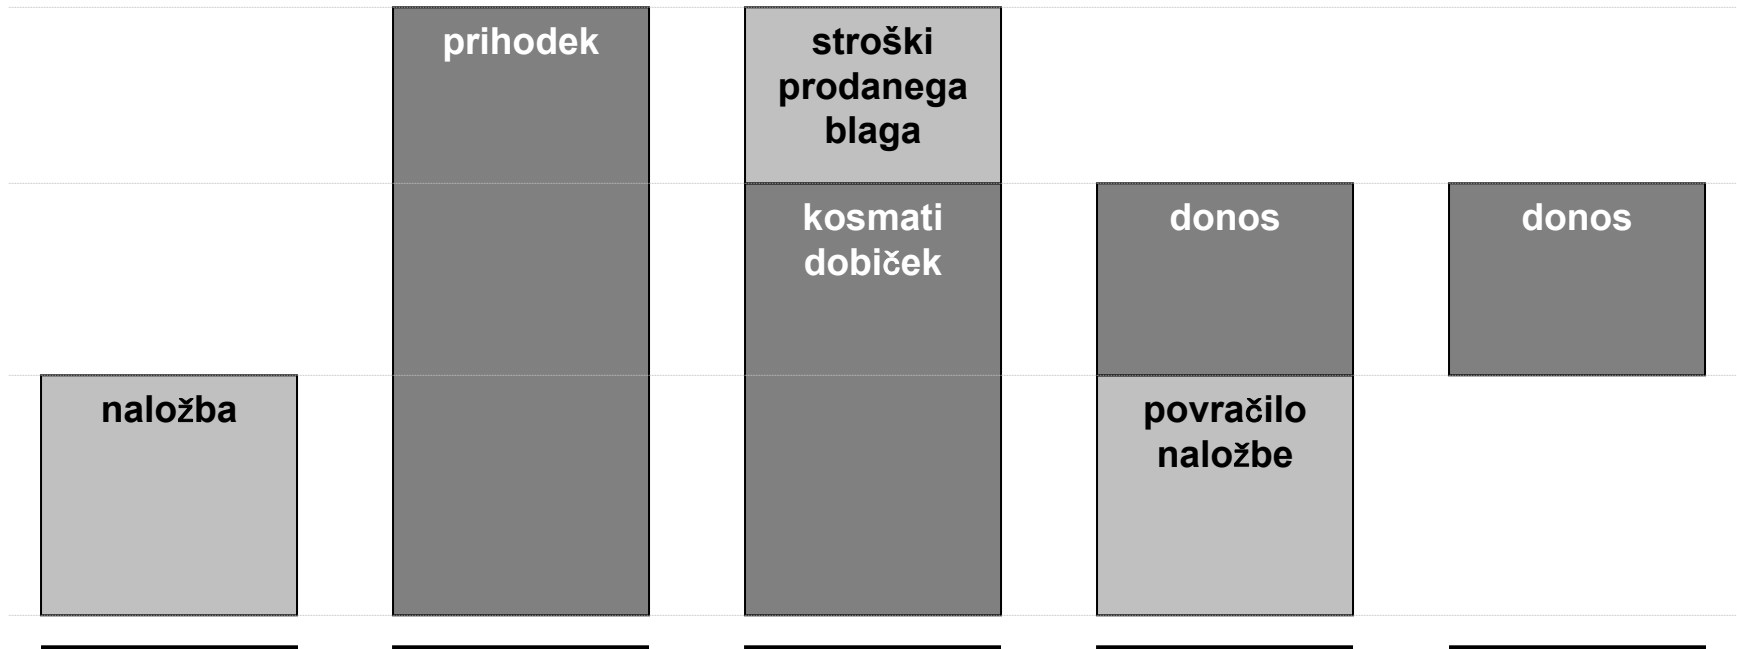 prihodek
stroški
prodanega
blaga
kosmati
dobiček
donos
donos
naložba
povračilo
naložbe